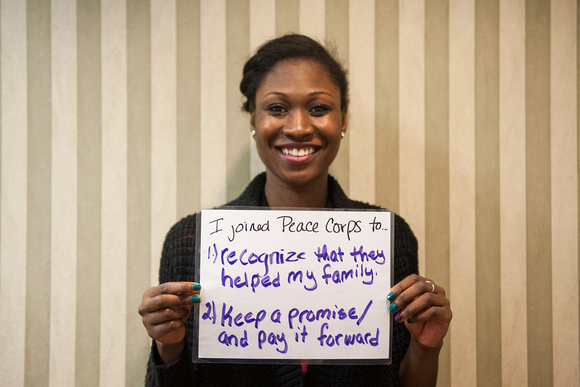 I joined Peace Corps to...
1.) recognize that they
helped my family.
2.) Keep a promise/
and pay it forward